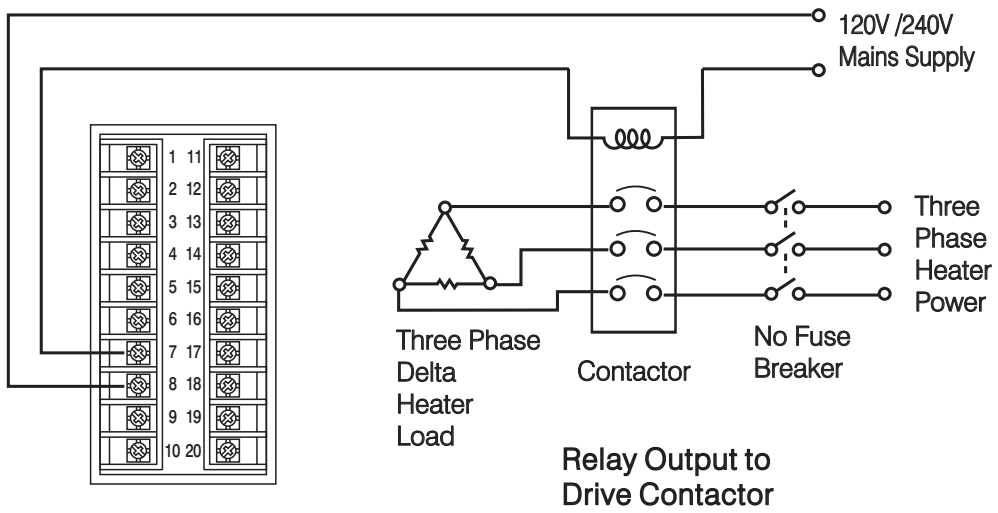 120V /240V
Mains Supply
1 11
2 12
3 13
4 14
5 15
6 16
7 17
8 18
9 19
10 20
Three
Phase
Heater
Power
Three Phase
Delta
Heater
Load
Contactor
No Fuse
Breaker
Relay Output to
Drive Contactor